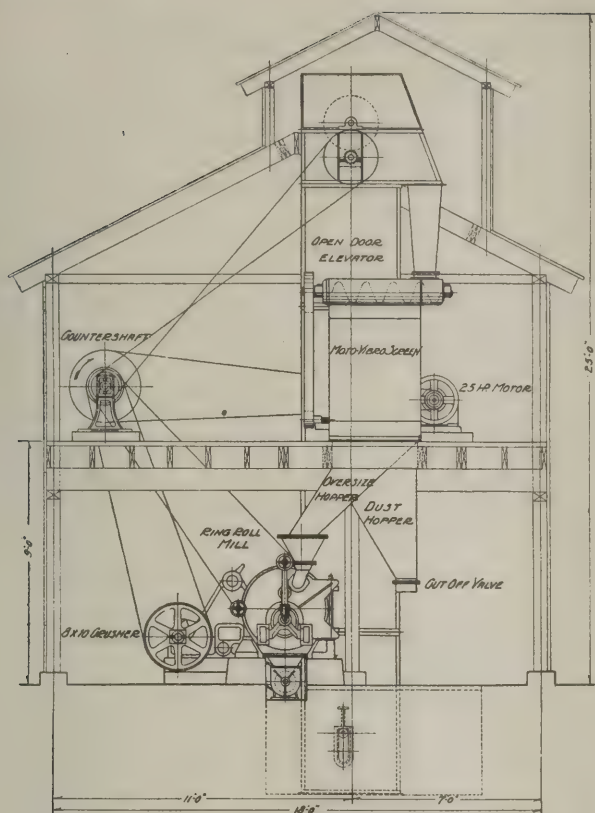 OPEN DOOR
ELEVATOR
COUNTERSHAFT
MOTO-VIBRO SCREEN
25 H.P. MOTOR
25'-0"
OVERSIZE
HOPPER
DUST
HOPPER
RING ROLL
MILL
9'-0"
CUT OFF VALVE
8 X 10 CRUSHER
11'-0"
7'-0"
18'-0"